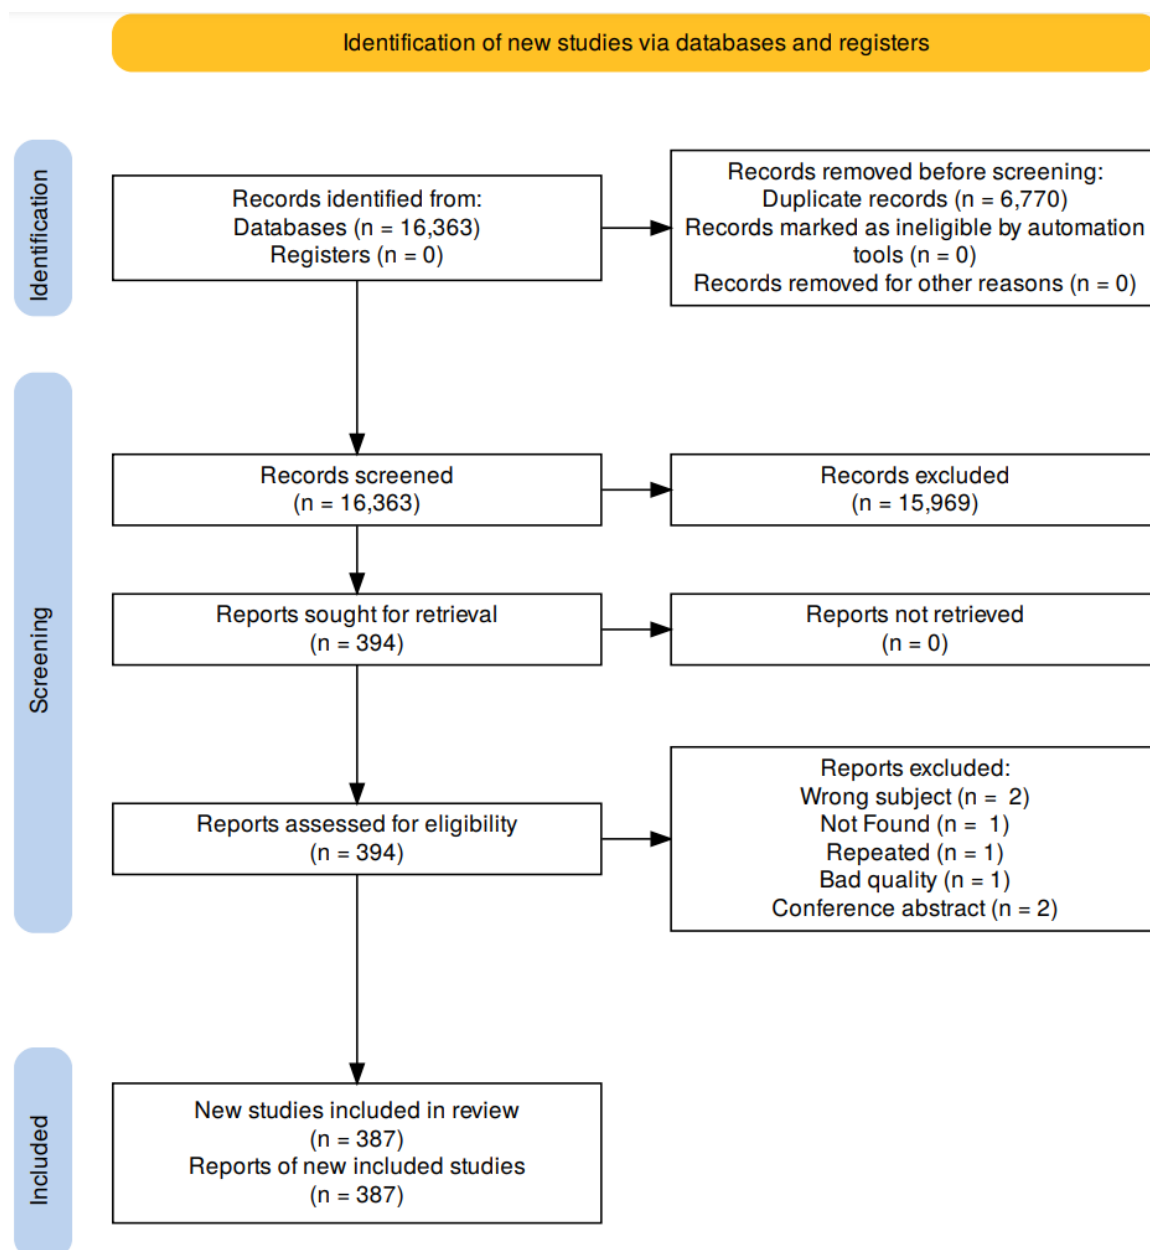 Identification of new studies via databases and registers
Identification
Records identified from:
Databases (n = 16,363)
Registers (n = 0)
Records removed before screening:
Duplicate records (n = 6,770)
Records marked as ineligible by automation
tools (n = 0)
Records removed for other reasons (n = 0)
Screening
Records screened
(n = 16,363)
Records excluded
(n = 15,969)
Reports sought for retrieval
(n = 394)
Reports not retrieved
(n = 0)
Reports assessed for eligibility
(n = 394)
Reports excluded:
Wrong subject (n =  2)
Not Found (n =  1)
Repeated (n = 1)
Bad quality (n = 1)
Conference abstract (n = 2)
Included
New studies included in review
(n = 387)
Reports of new included studies
(n = 387)